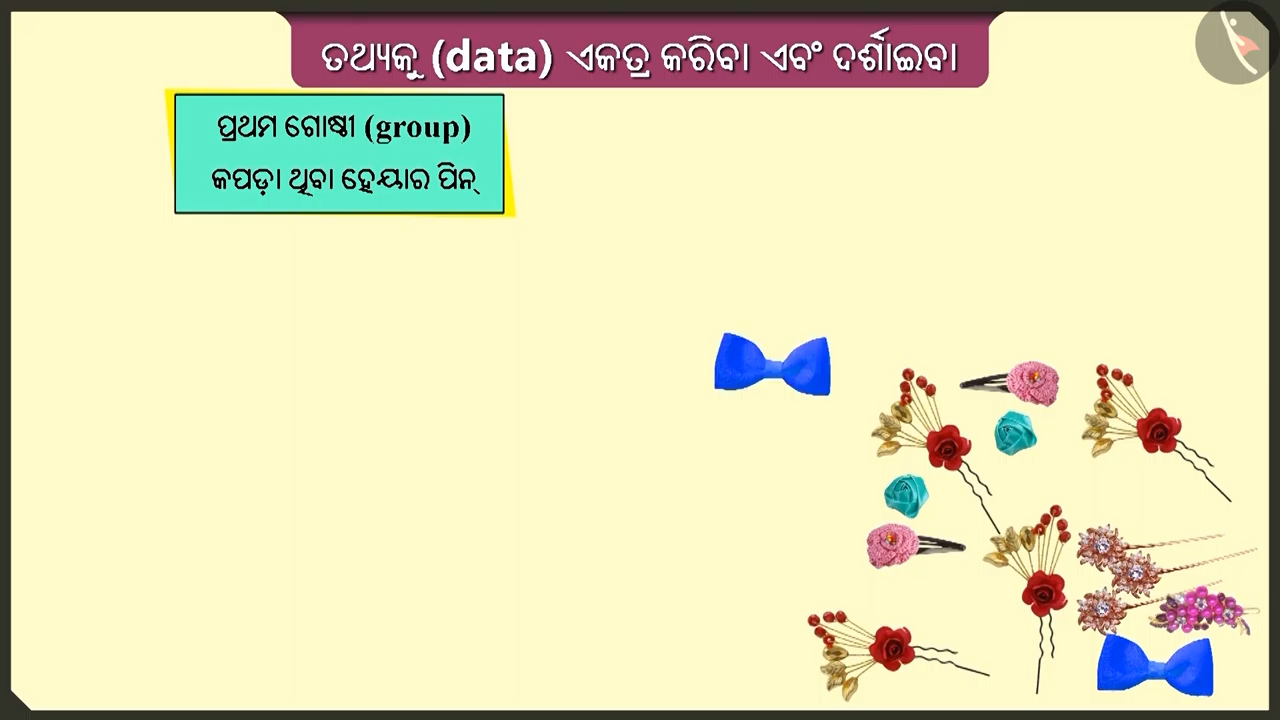 ତଥ୍ୟକୁ (data) ଏକତ୍ର କରିବା ଏବଂ ଦର୍ଶାଇବା
ପ୍ରଥମ ଗୋଷ୍ଠୀ (group)
କପଡ଼ା ଥିବା ହେୟାର ପିନ୍